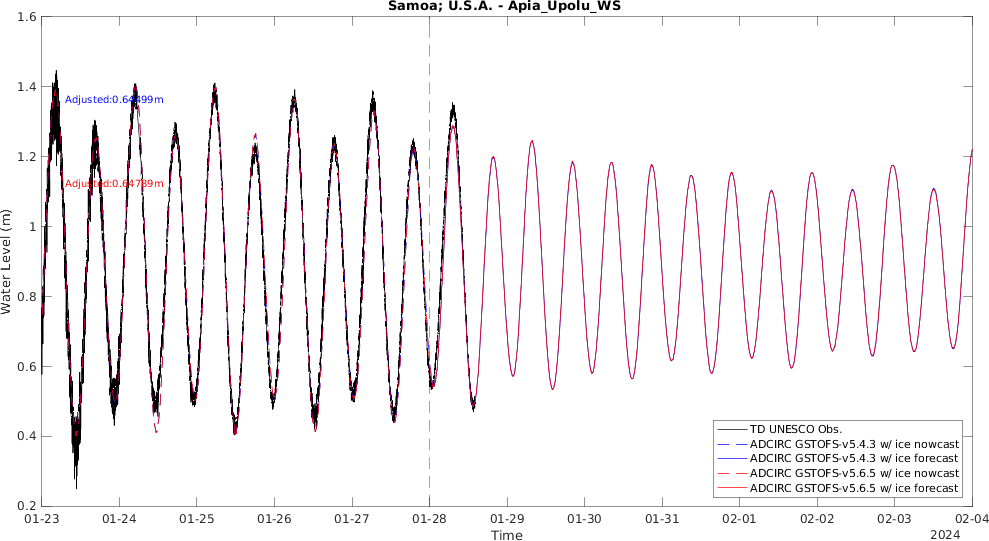 Samoa; U.S.A. - Apia_Upolu_WS
1.6
1.4
1.2
1
0.8
0.6
0.4
0.2
Water Level (m)
Adjusted:0.64499m
Adjusted:0.64739m
TD UNESCO Obs.
ADCIRC GSTOFS-v5.4.3 w/ ice nowcast
ADCIRC GSTOFS-v5.4.3 w/ ice forecast
ADCIRC GSTOFS-v5.6.5 w/ ice nowcast
ADCIRC GSTOFS-v5.6.5 w/ ice forecast
01-23 01-24 01-25 01-26 01-27 01-28 01-29 01-30 01-31 02-01 02-02 02-03 02-04
Time
2024